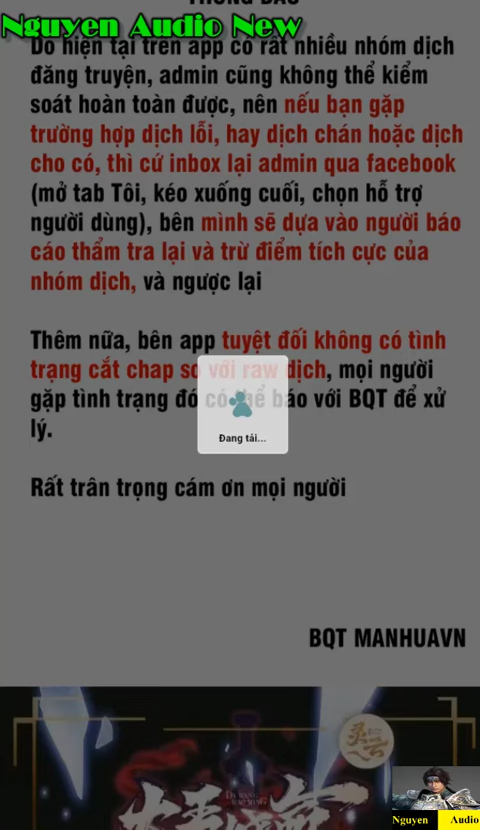 THÔNG BÁO
Nguyen Audio New
Do hiện tại trên app có rất nhiều nhóm dịch
đăng truyện, admin cũng không thể kiểm
soát hoàn toàn được, nên nếu bạn gặp
trường hợp dịch lỗi, hay dịch chán hoặc dịch
cho có, thì cứ inbox lại admin qua facebook
(mở tab Tôi, kéo xuống cuối, chọn hỗ trợ
người dùng), bên mình sẽ dựa vào người báo
cáo thẩm tra lại và trừ điểm tích cực của
nhóm dịch, và ngược lại
Thêm nữa, bên app tuyệt đối không có tình
trạng cắt chap so với raw dịch, mọi người
gặp tình trạng đó có thể báo với BQT để xử
lý.
Đang tải...
Rất trân trọng cám ơn mọi người
BQT MANHUAVN
Nguyen Audio